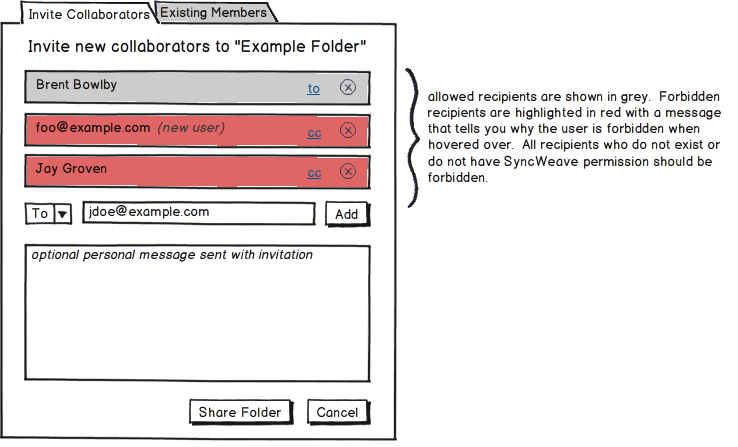 Invite Collaborators Existing Members
Invite new collaborators to "Example Folder"
Brent Bowlby to
foo@example.com (new user) cc
Jay Groven cc
To jdoe@example.com Add
optional personal message sent with invitation
Share Folder Cancel
allowed recipients are shown in grey. Forbidden
recipients are highlighted in red with a message
that tells you why the user is forbidden when
hovered over. All recipients who do not exist or
do not have SyncWeave permission should be
forbidden.